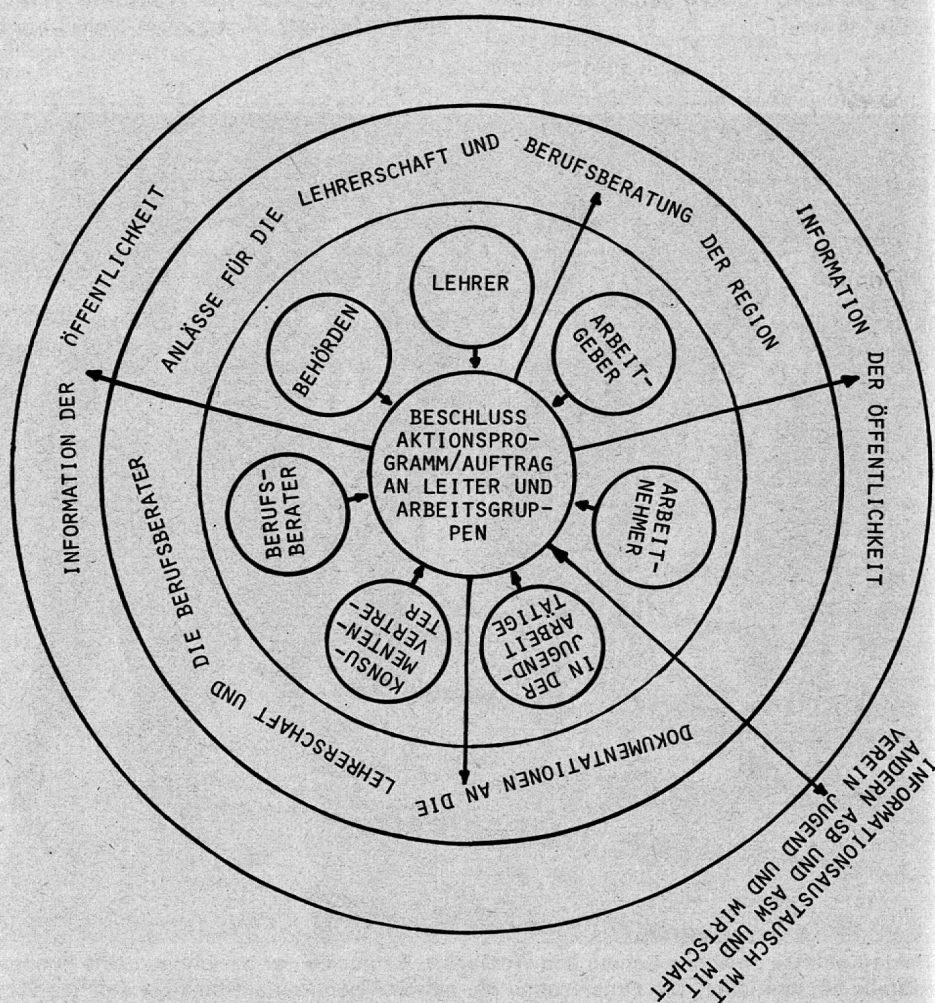 INFORMATION DER ÖFFENTLICHKEIT
INFORMATION DER ÖFFENTLICHKEIT
ANLÄSSE FÜR DIE LEHRERSCHAFT UND BERUFSBERATUNG DER REGION
LEHRER
BEHÖRDEN
ARBEIT-
GEBER
BESCHLUSS
AKTIONSPRO-
GRAMM/AUFTRAG
AN LEITER UND
ARBEITSGRUP-
PEN
BERUFS-
BERATER
ARBEIT-
NEHMER
KONSU-
MENTEN-
VERTRE-
TER
IN DER
JUGEND-
ARBEIT
TÄTIGE
DOKUMENTATIONEN AN DIE LEHRERSCHAFT UND DIE BERUFSBERATER
INFORMATIONSAUSTAUSCH MIT
ANDERN ASB UND ASW UND MIT
VEREIN JUGEND UND WIRTSCHAFT